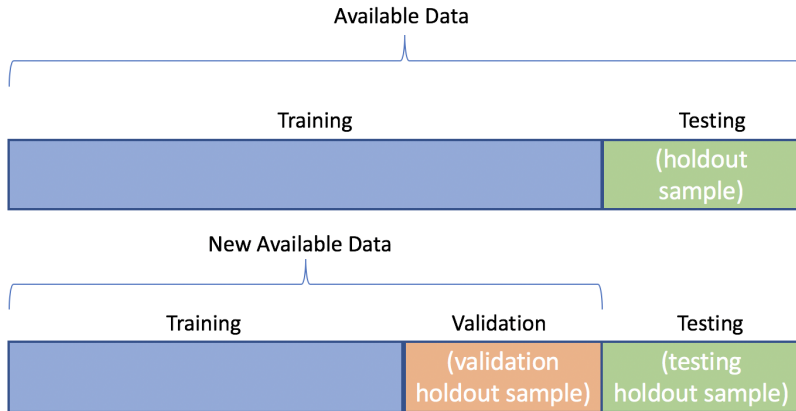 Available Data
Training
Testing
(holdout
sample)
New Available Data
Training
Validation
Testing
(validation
holdout sample)
(testing
holdout sample)